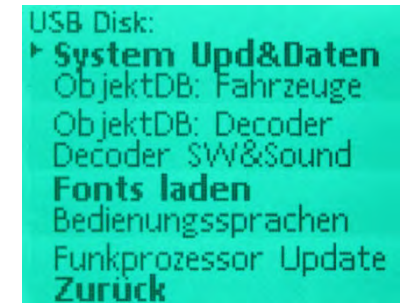 USB Disk:
▸ System Upd&Daten
ObjektDB: Fahrzeuge
ObjektDB: Decoder
Decoder SW&Sound
Fonts laden
Bedienungssprachen
Funkprozessor Update
Zurück